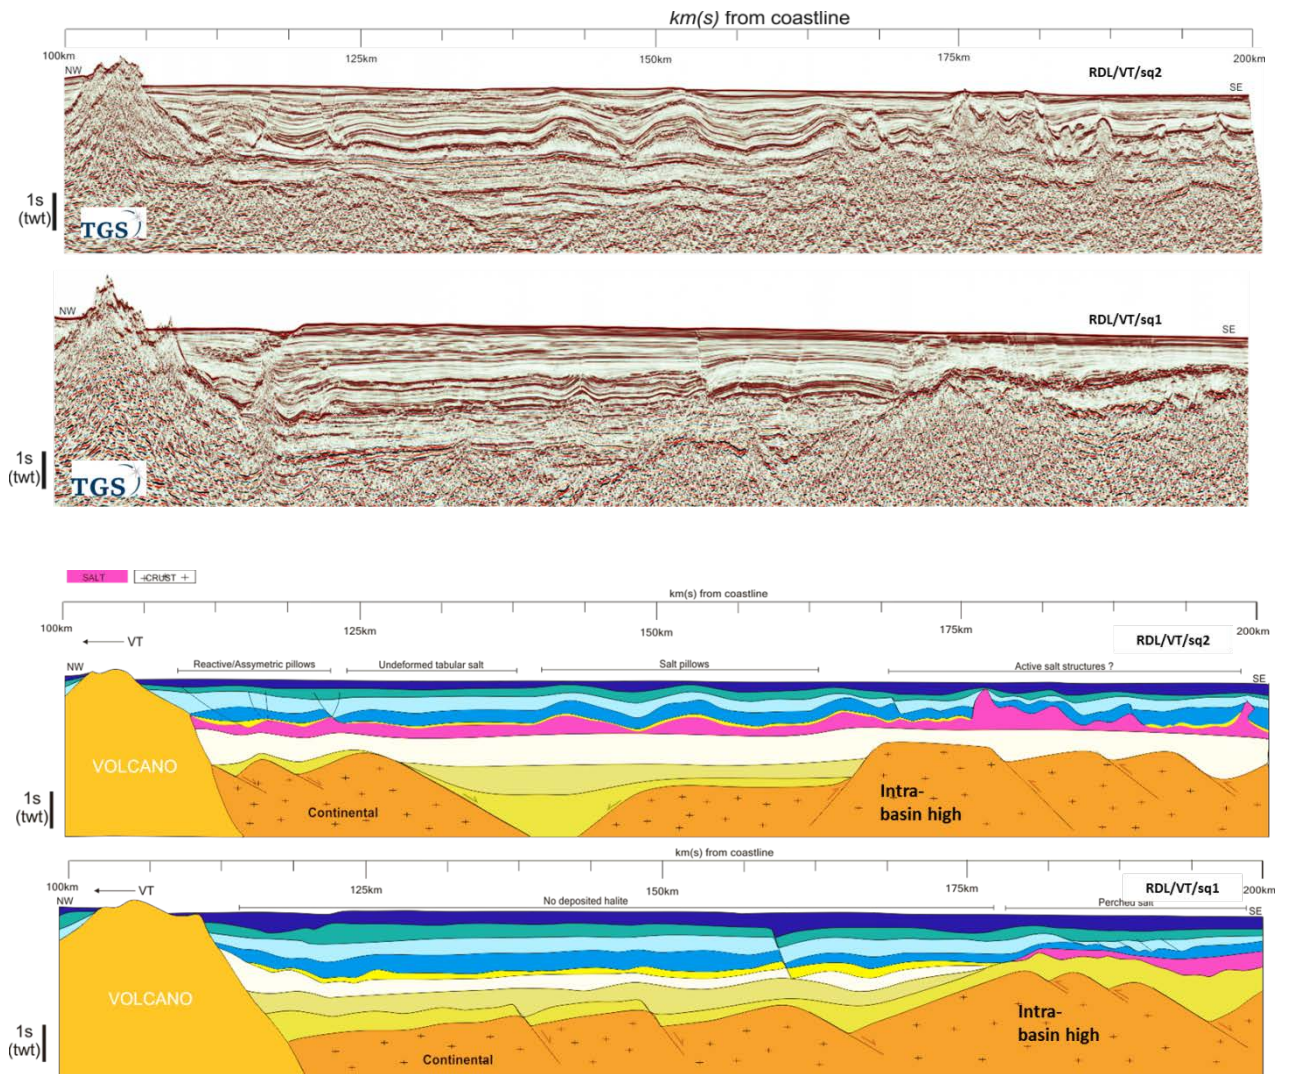 km(s) from coastline
100km 125km 150km 175km 200km
NW
RDL/VT/sq2
SE
1s
(twt)
TGS
NW
RDL/VT/sq1
SE
1s
(twt)
TGS
SALT
+CRUST +
km(s) from coastline
100km 125km 150km 175km 200km
VT
RDL/VT/sq2
NW
Reactive/Assymetric pillows
Undeformed tabular salt
Salt pillows
Active salt structures ?
SE
VOLCANO
1s
(twt)
Continental
Intra-
basin high
km(s) from coastline
100km 125km 150km 175km 200km
VT
RDL/VT/sq1
NW
No deposited halite
Perched salt
SE
VOLCANO
1s
(twt)
Continental
Intra-
basin high